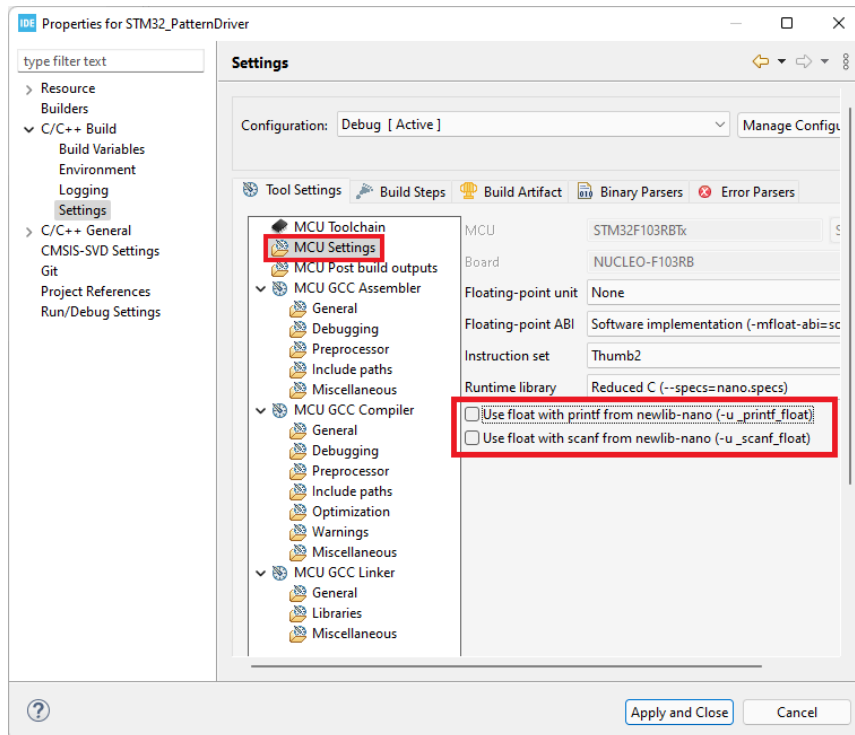 IDE Properties for STM32_PatternDriver
type filter text
Resource
Builders
C/C++ Build
Build Variables
Environment
Logging
Settings
C/C++ General
CMSIS-SVD Settings
Git
Project References
Run/Debug Settings
Settings
Configuration: Debug [ Active ]
Manage Configu
Tool Settings Build Steps Build Artifact Binary Parsers Error Parsers
MCU Toolchain
MCU Settings
MCU Post build outputs
MCU GCC Assembler
General
Debugging
Preprocessor
Include paths
Miscellaneous
MCU GCC Compiler
General
Debugging
Preprocessor
Include paths
Optimization
Warnings
Miscellaneous
MCU GCC Linker
General
Libraries
Miscellaneous
MCU STM32F103RBTx S
Board NUCLEO-F103RB
Floating-point unit None
Floating-point ABI Software implementation (-mfloat-abi=so
Instruction set Thumb2
Runtime library Reduced C (--specs=nano.specs)
Use float with printf from newlib-nano (-u _printf_float)
Use float with scanf from newlib-nano (-u _scanf_float)
? Apply and Close Cancel